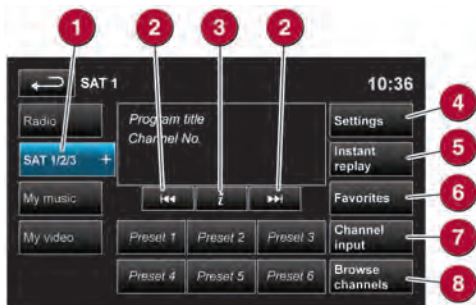 1
2
3
2
SAT 1
10:36
Radio
Program title
Channel No.
Settings
4
SAT 1/2/3 +
Instant
replay
5
My music
i
Favorites
6
My video
Preset 1
Preset 2
Preset 3
Channel
input
7
Preset 4
Preset 5
Preset 6
Browse
channels
8